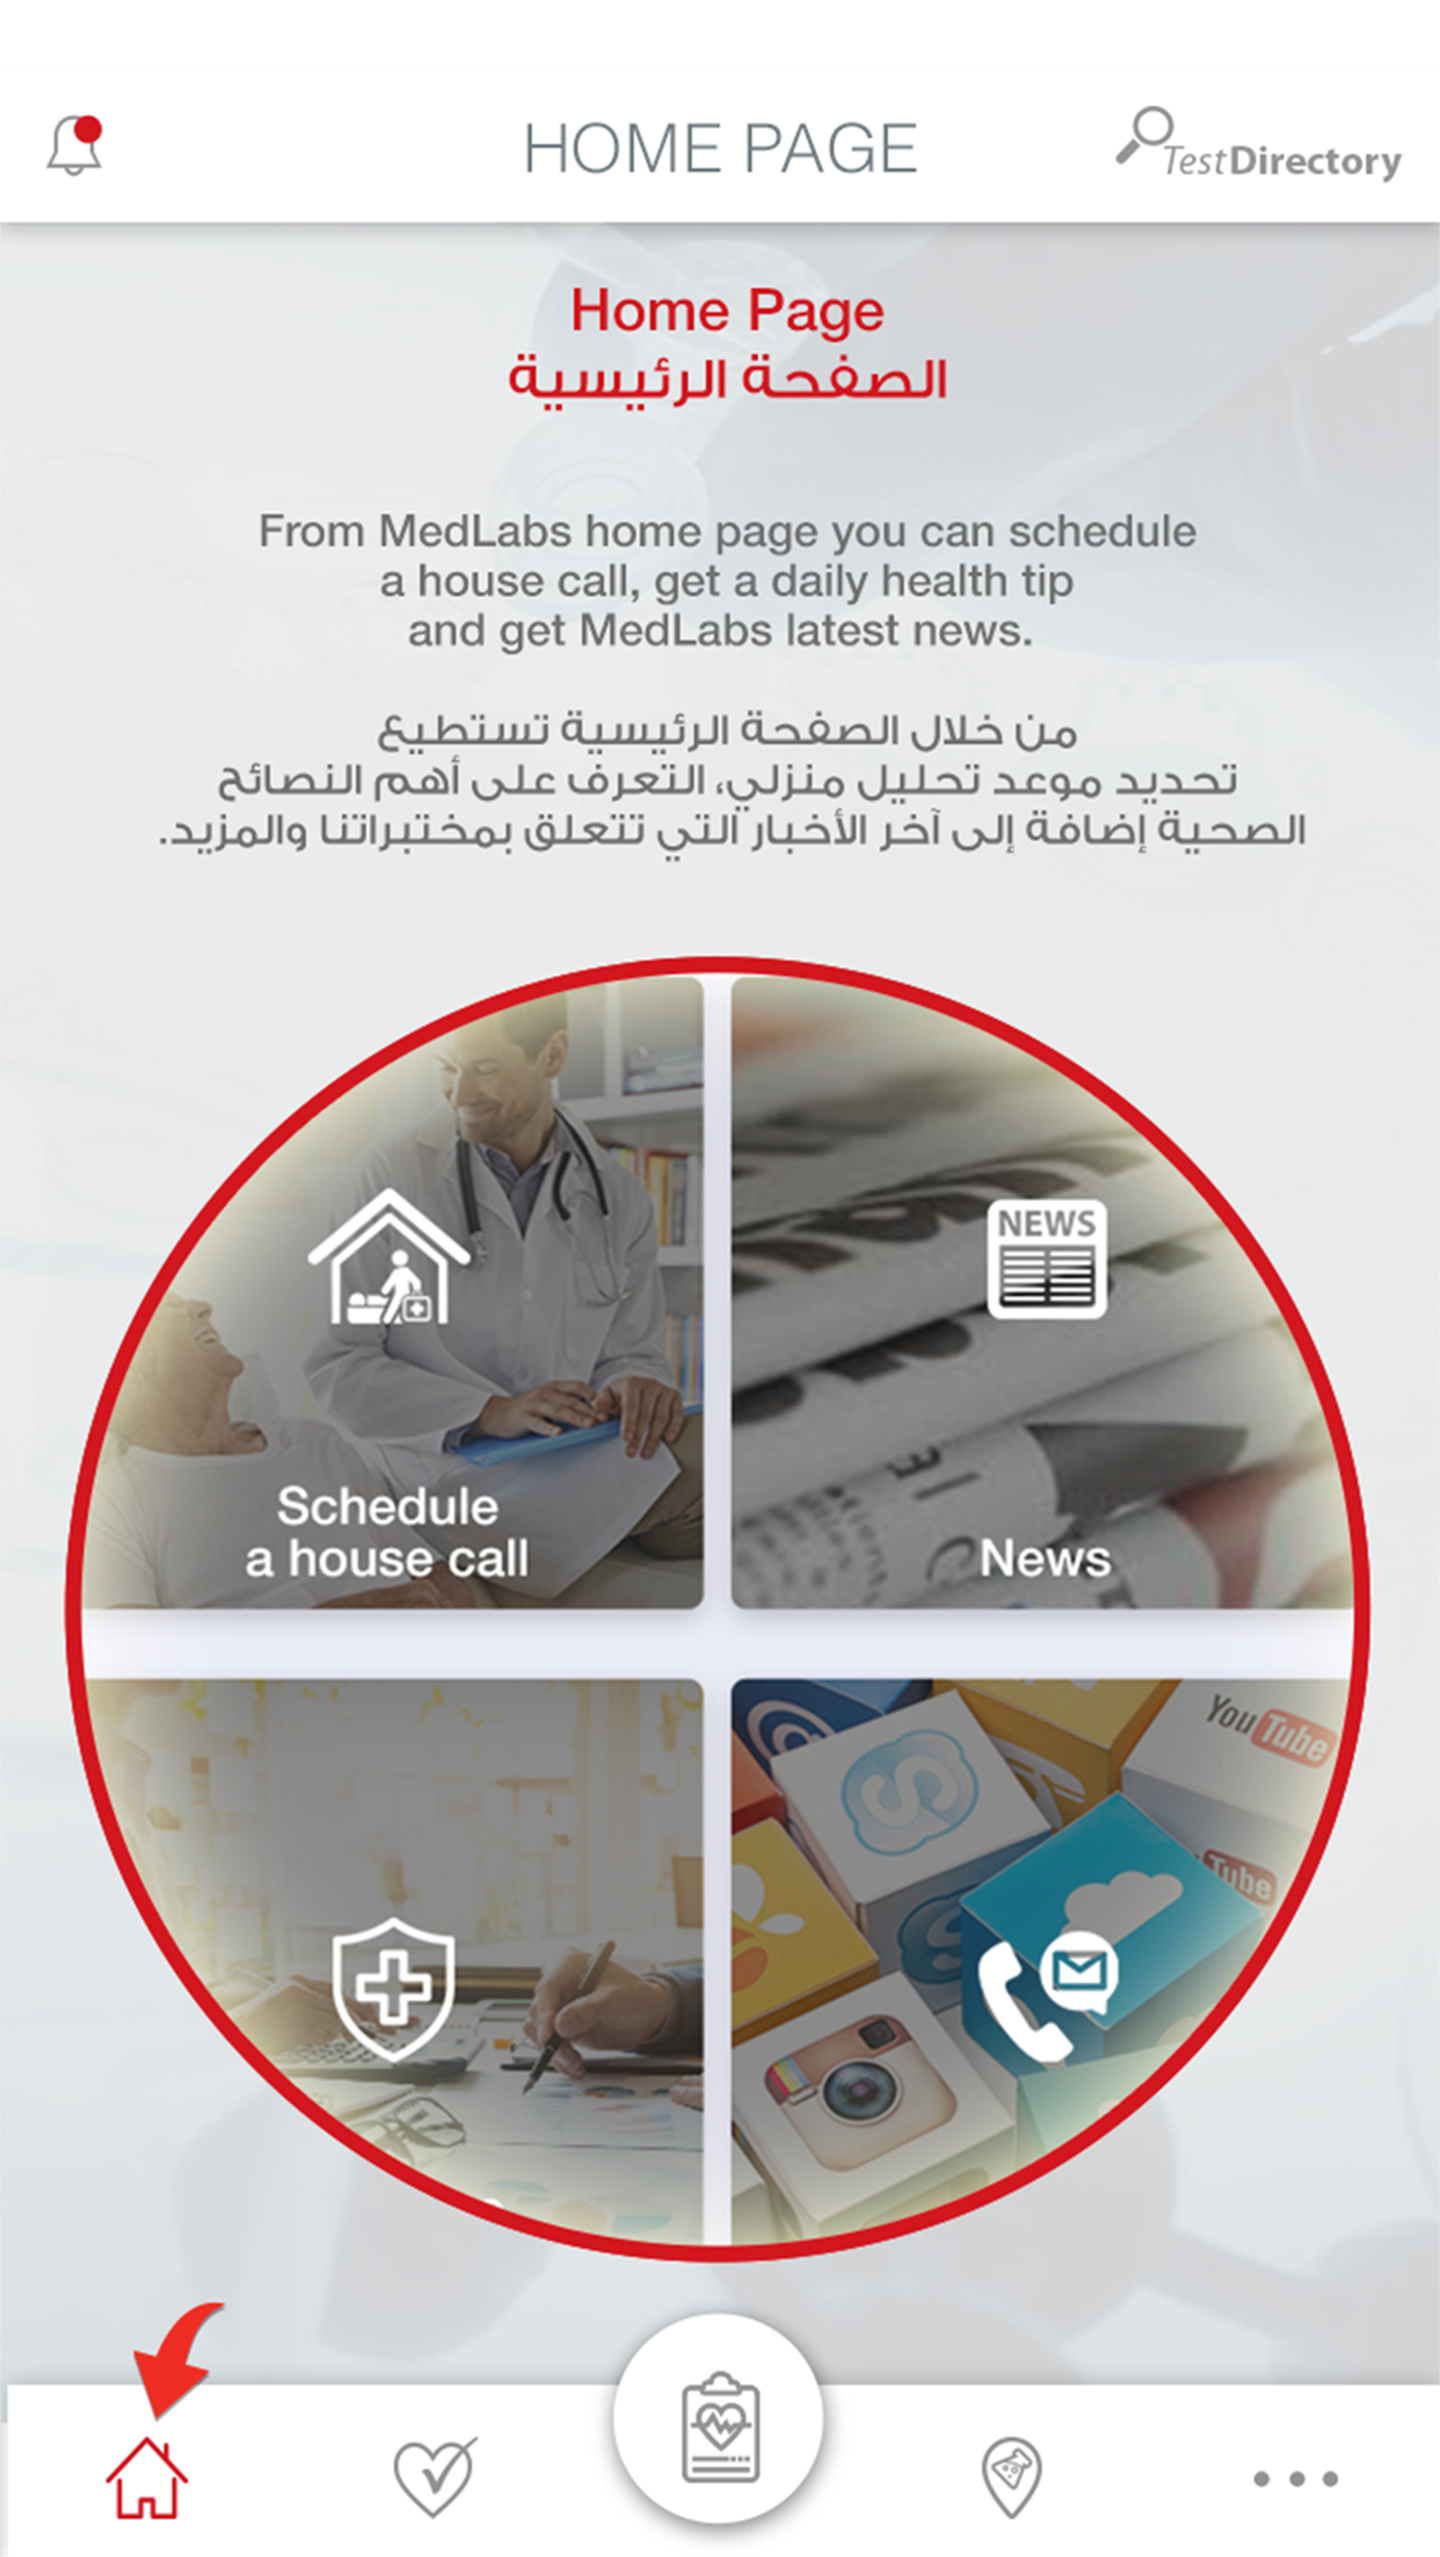 HOME PAGE
TestDirectory
Home Page
الصفحة الرئيسية
From MedLabs home page you can schedule
a house call, get a daily health tip
and get MedLabs latest news.
من خلال الصفحة الرئيسية تستطيع
تحديد موعد تحليل منزلي، التعرف على أهم النصائح
الصحية إضافة إلى آخر الأخبار التي تتعلق بمختبراتنا والمزيد.
NEWS
Schedule
a house call
News
YouTube
Tube